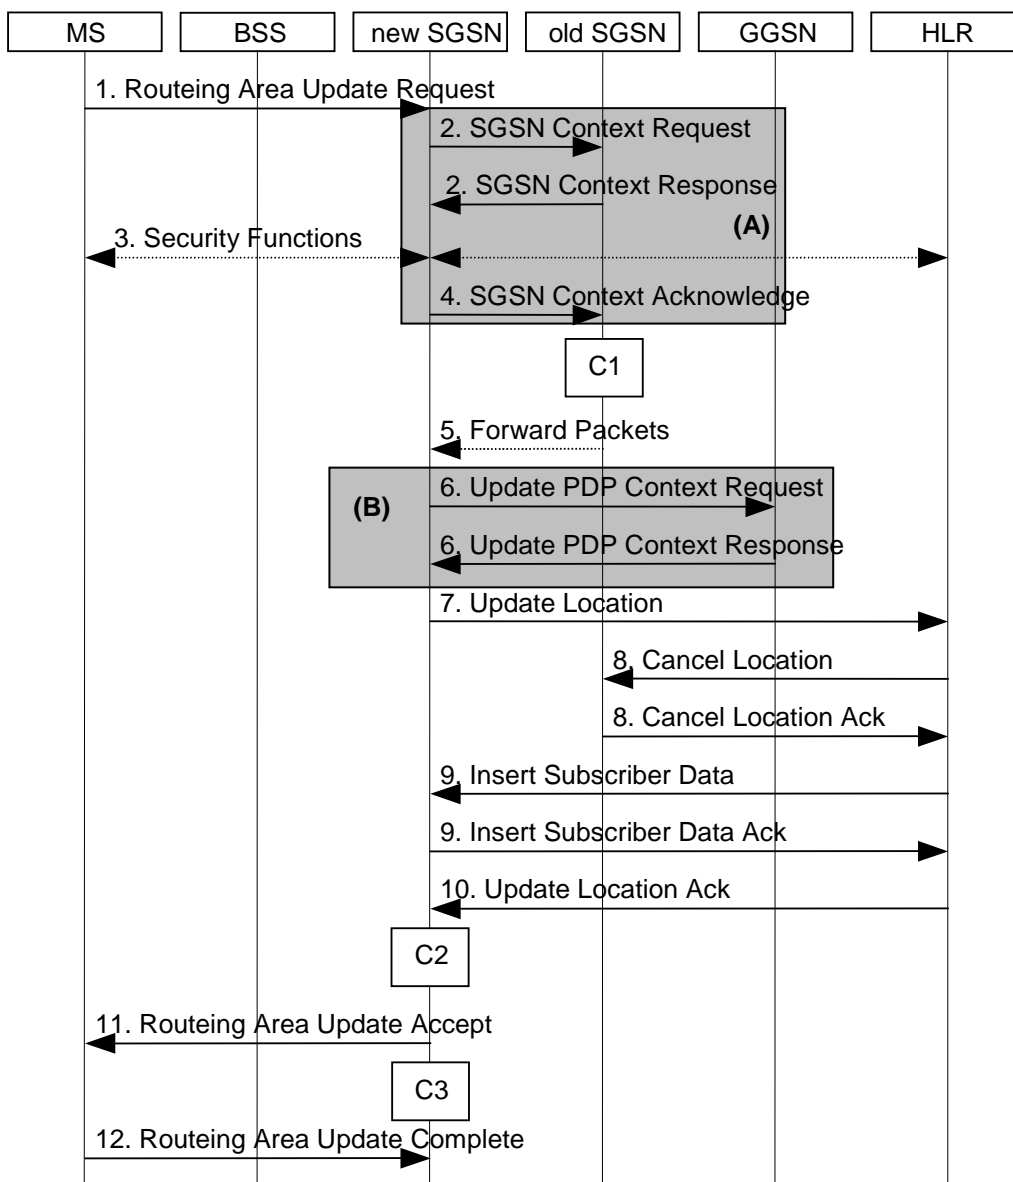 MS BSS new SGSN old SGSN GGSN HLR
1. Routeing Area Update Request
2. SGSN Context Request
2. SGSN Context Response
(A)
3. Security Functions
4. SGSN Context Acknowledge
C1
5. Forward Packets
6. Update PDP Context Request
(B)
6. Update PDP Context Response
7. Update Location
8. Cancel Location
8. Cancel Location Ack
9. Insert Subscriber Data
9. Insert Subscriber Data Ack
10. Update Location Ack
C2
11. Routeing Area Update Accept
C3
12. Routeing Area Update Complete